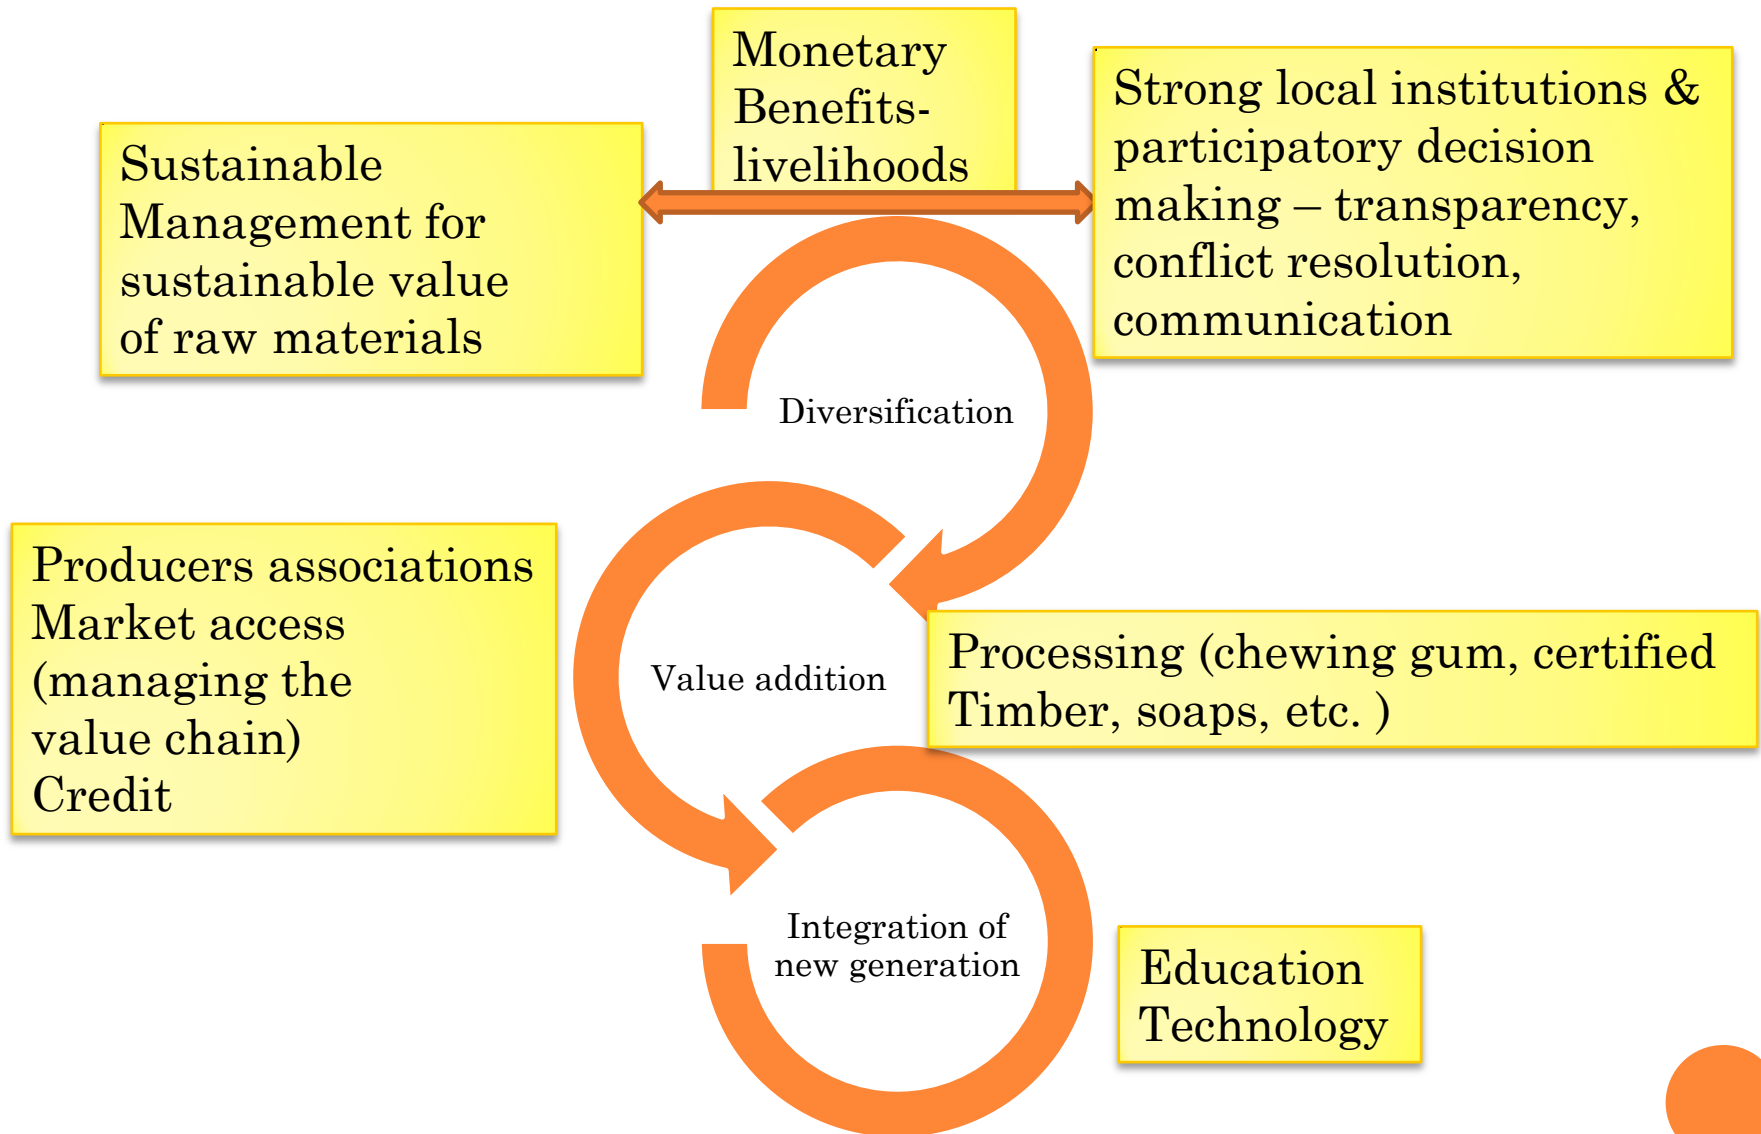 Monetary
Benefits-
livelihoods
Sustainable
Management for
sustainable value
of raw materials
Strong local institutions &
participatory decision
making – transparency,
conflict resolution,
communication
Diversification
Producers associations
Market access
(managing the
value chain)
Credit
Value addition
Processing (chewing gum, certified
Timber, soaps, etc. )
Integration of
new generation
Education
Technology